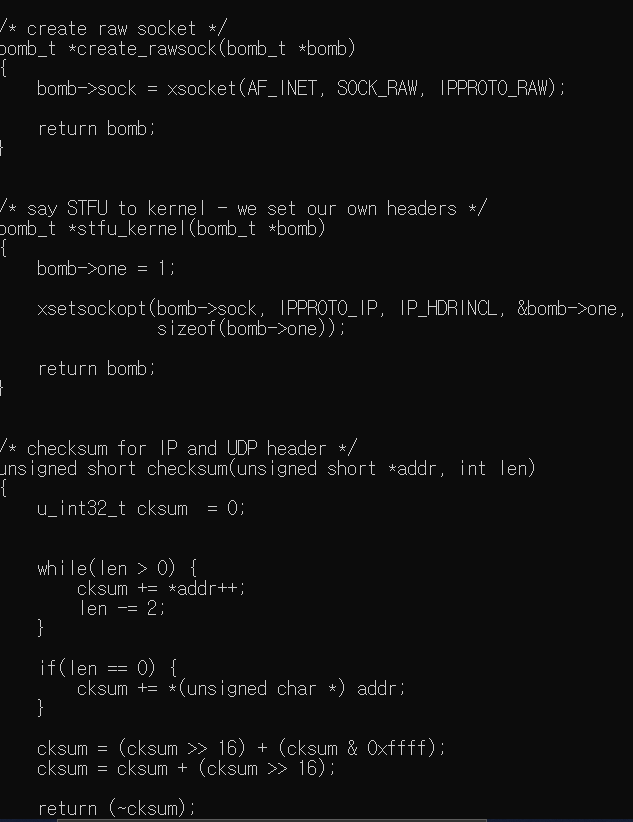 /* create raw socket */
bomb_t *create_rawsock(bomb_t *bomb)
{
    bomb->sock = xsocket(AF_INET, SOCK_RAW, IPPROTO_RAW);
    return bomb;
}
/* say STFU to kernel - we set our own headers */
bomb_t *stfu_kernel(bomb_t *bomb)
{
    bomb->one = 1;
    xsetsockopt(bomb->sock, IPPROTO_IP, IP_HDRINCL, &bomb->one,
                sizeof(bomb->one));
    return bomb;
}
/* checksum for IP and UDP header */
unsigned short checksum(unsigned short *addr, int len)
{
    u_int32_t cksum  = 0;
    while(len > 0) {
        cksum += *addr++;
        len -= 2;
    }
    if(len == 0) {
        cksum += *(unsigned char *) addr;
    }
    cksum = (cksum >> 16) + (cksum & 0xffff);
    cksum = cksum + (cksum >> 16);
    return (~cksum);